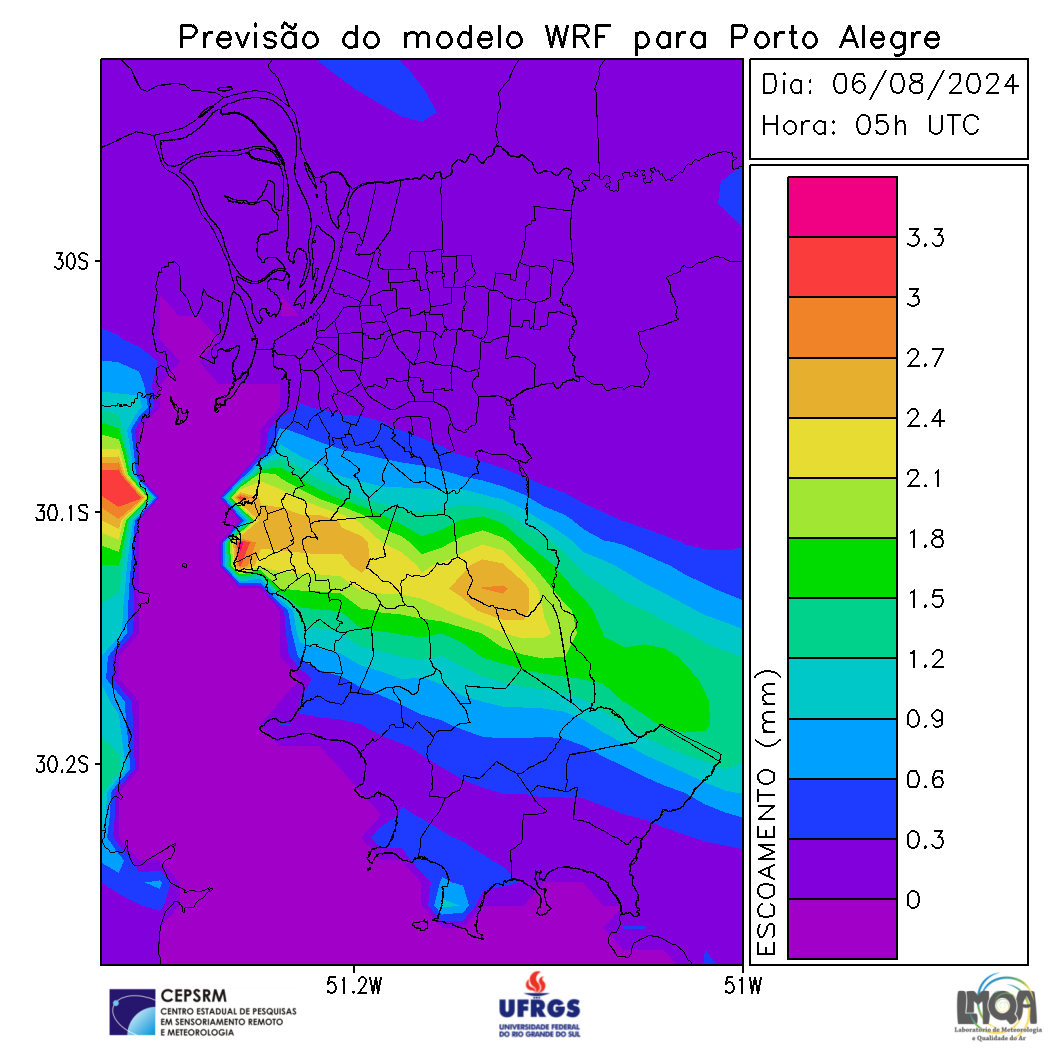 Previsão do modelo WRF para Porto Alegre
Dia: 06/08/2024
Hora: 05h UTC
30S
30.1S
30.2S
51.2W
51W
ESCOAMENTO (mm)
3.3
3
2.7
2.4
2.1
1.8
1.5
1.2
0.9
0.6
0.3
0
CEPSRM
CENTRO ESTADUAL DE PESQUISAS
EM SENSORIAMENTO REMOTO
E METEOROLOGIA
UFRGS
UNIVERSIDADE FEDERAL
DO RIO GRANDE DO SUL
LMQA
Laboratório de Meteorologia
e Qualidade do Ar